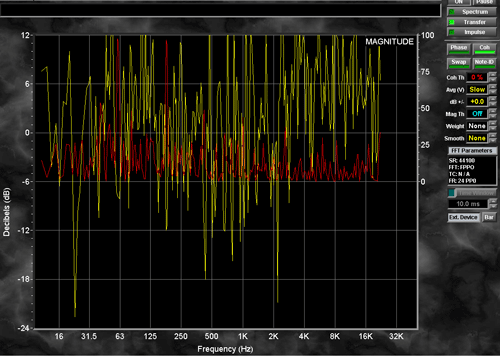 ON Pause
Spectrum
Transfer
Impulse
Phase Coh
Swap Note-ID
Coh Th 0 %
Avg (V) Slow
dB +/- +0.0
Mag Th Off
Weight None
Smooth None
FFT Parameters
SR: 44100
FFT: FPPO
TC: N / A
FR: 24 PPO
10.0 ms
Ext. Device Bar
MAGNITUDE
12
6
0
-6
-12
-18
-24
100
75
50
25
0
Decibels (dB)
16 31.5 63 125 250 500 1K 2K 4K 8K 16K 32K
Frequency (Hz)